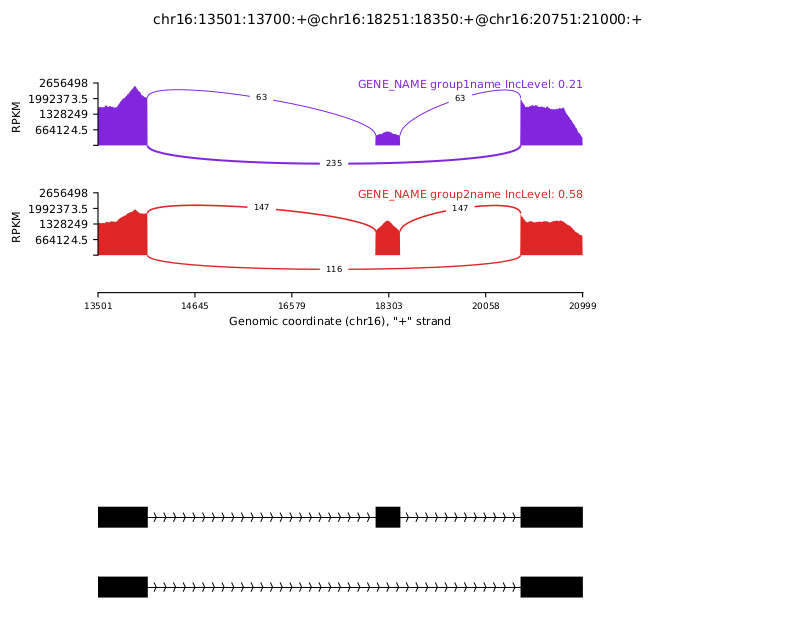 chr16:13501:13700:+@chr16:18251:18350:+@chr16:20751:21000:+
GENE_NAME group1name IncLevel: 0.21
2656498
1992373.5
1328249
664124.5
RPKM
63
63
235
GENE_NAME group2name IncLevel: 0.58
2656498
1992373.5
1328249
664124.5
RPKM
147
147
116
13501 14645 16579 18303 20058 20999
Genomic coordinate (chr16), "+" strand